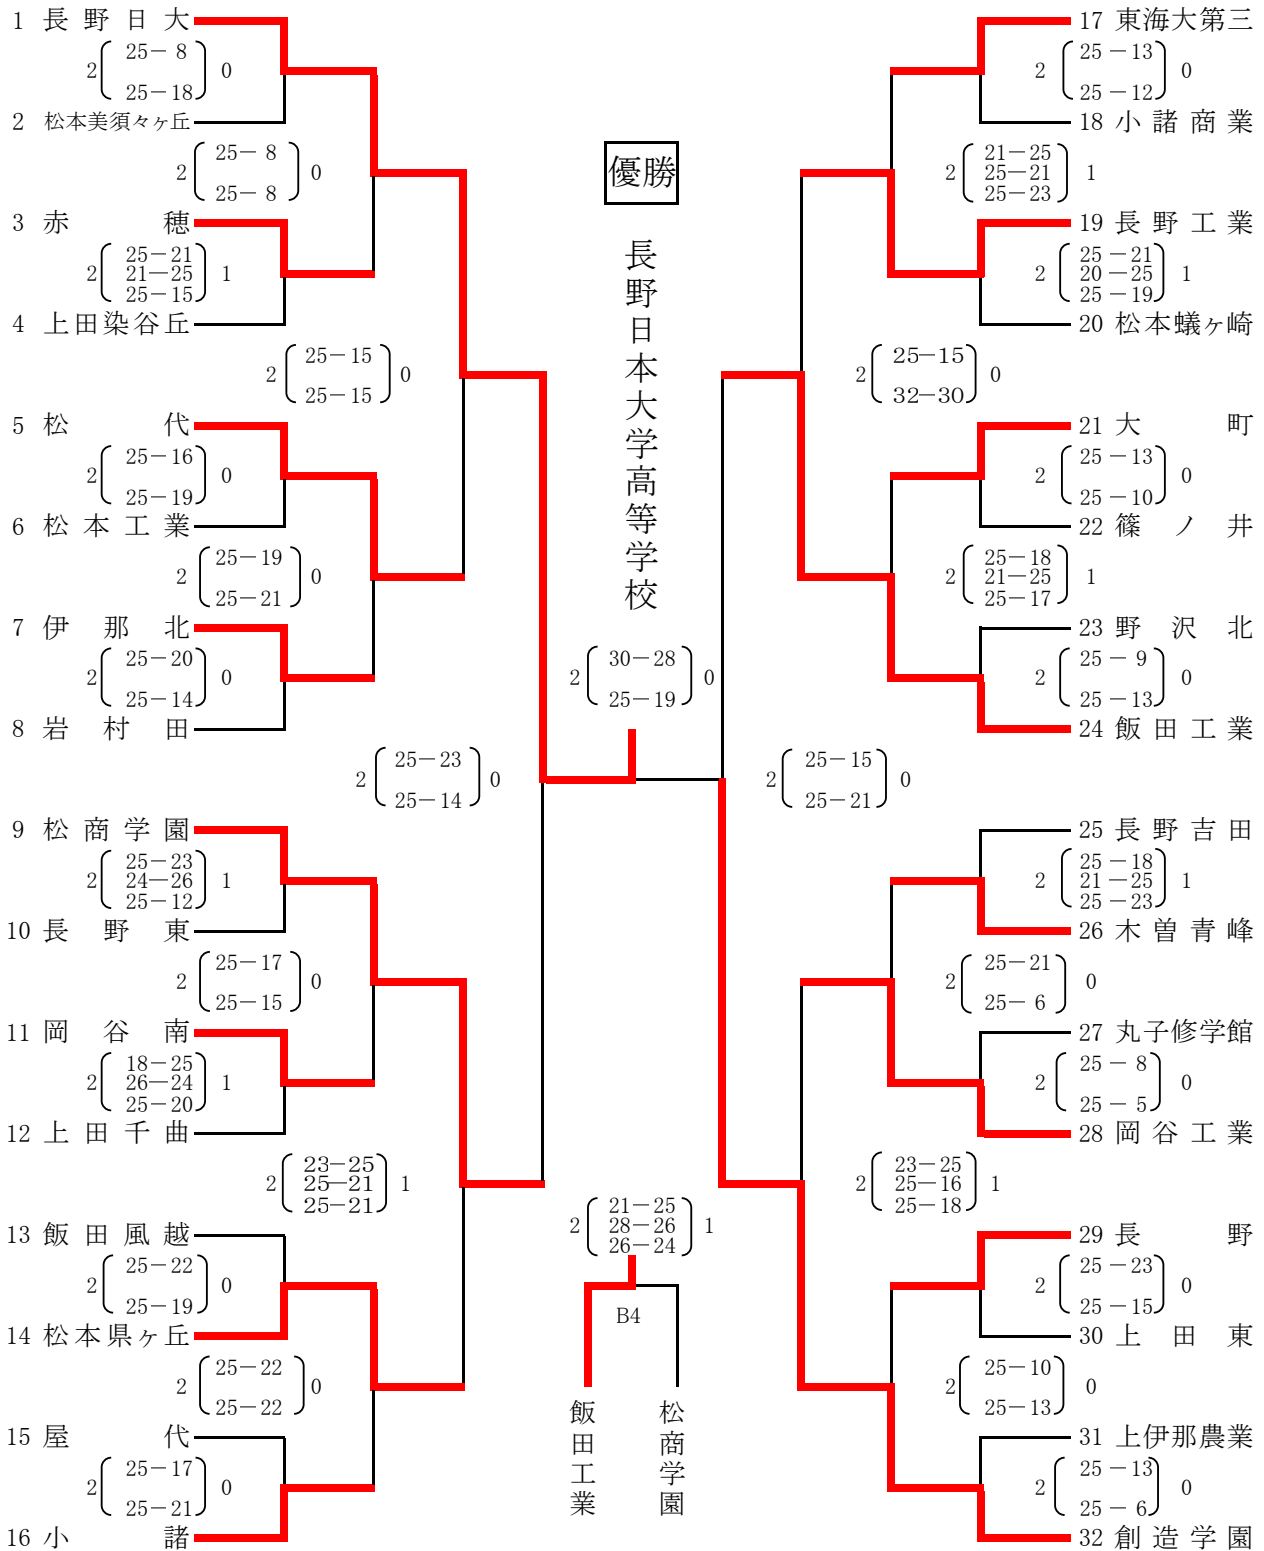 1 長野日大
25－8
2 0
25－18
2 松本美須々ヶ丘
25－8
2 0
25－8
3 赤穂
25－21
2 21－25 1
25－15
4 上田染谷丘
25－15
2 0
25－15
5 松代
25－16
2 0
25－19
6 松本工業
25－19
2 0
25－21
7 伊那北
25－20
2 0
25－14
8 岩村田
25－23
2 0
25－14
9 松商学園
25－23
2 24－26 1
25－12
10 長野東
25－17
2 0
25－15
11 岡谷南
18－25
2 26－24 1
25－20
12 上田千曲
23－25
2 25－21 1
25－21
13 飯田風越
25－22
2 0
25－19
14 松本県ヶ丘
25－22
2 0
25－22
15 屋代
25－17
2 0
25－21
16 小諸
優勝
長野日本大学高等学校
30－28
2 0
25－19
21－25
2 28－26 1
26－24
B4
飯田工業
松商学園
17 東海大第三
25－13
2 0
25－12
18 小諸商業
21－25
2 25－21 1
25－23
19 長野工業
25－21
2 20－25 1
25－19
20 松本蟻ヶ崎
25－15
2 0
32－30
21 大町
25－13
2 0
25－10
22 篠ノ井
25－18
2 21－25 1
25－17
23 野沢北
25－9
2 0
25－13
24 飯田工業
25－15
2 0
25－21
25 長野吉田
25－18
2 21－25 1
25－23
26 木曽青峰
25－21
2 0
25－6
27 丸子修学館
25－8
2 0
25－5
28 岡谷工業
23－25
2 25－16 1
25－18
29 長野
25－23
2 0
25－15
30 上田東
25－10
2 0
25－13
31 上伊那農業
25－13
2 0
25－6
32 創造学園